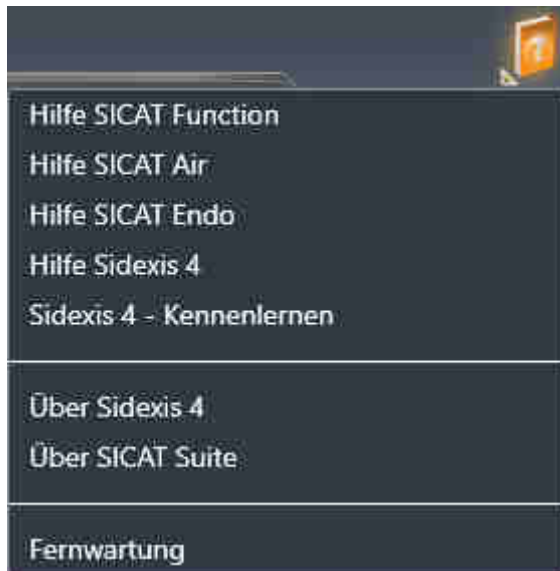 Hilfe SICAT Function
Hilfe SICAT Air
Hilfe SICAT Endo
Hilfe Sidexis 4
Sidexis 4 - Kennenlernen
Über Sidexis 4
Über SICAT Suite
Fernwartung